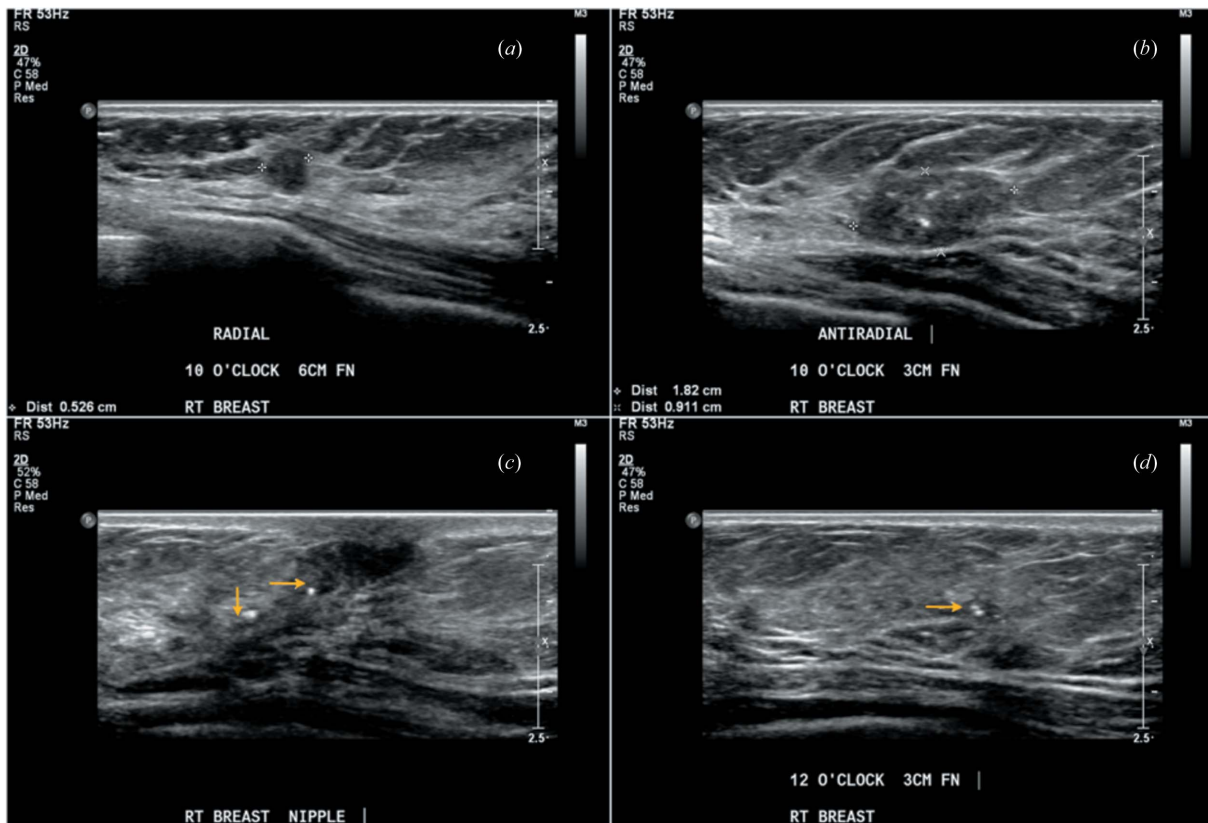 FR 53Hz
RS
M3
(a)
2D
47%
C 58
P Med
Res
P
X
2.5
RADIAL
10 O'CLOCK 6CM FN
Dist 0.526 cm
RT BREAST
FR 53Hz
RS
M3
(b)
2D
47%
C 58
P Med
Res
P
X
2.5
ANTIRADIAL
10 O'CLOCK 3CM FN
Dist 1.82 cm
Dist 0.911 cm
RT BREAST
FR 53Hz
RS
M3
(c)
2D
52%
C 58
P Med
Res
P
X
2.5
RT BREAST NIPPLE
FR 53Hz
RS
M3
(d)
2D
47%
C 58
P Med
Res
P
X
2.5
12 O'CLOCK 3CM FN
RT BREAST